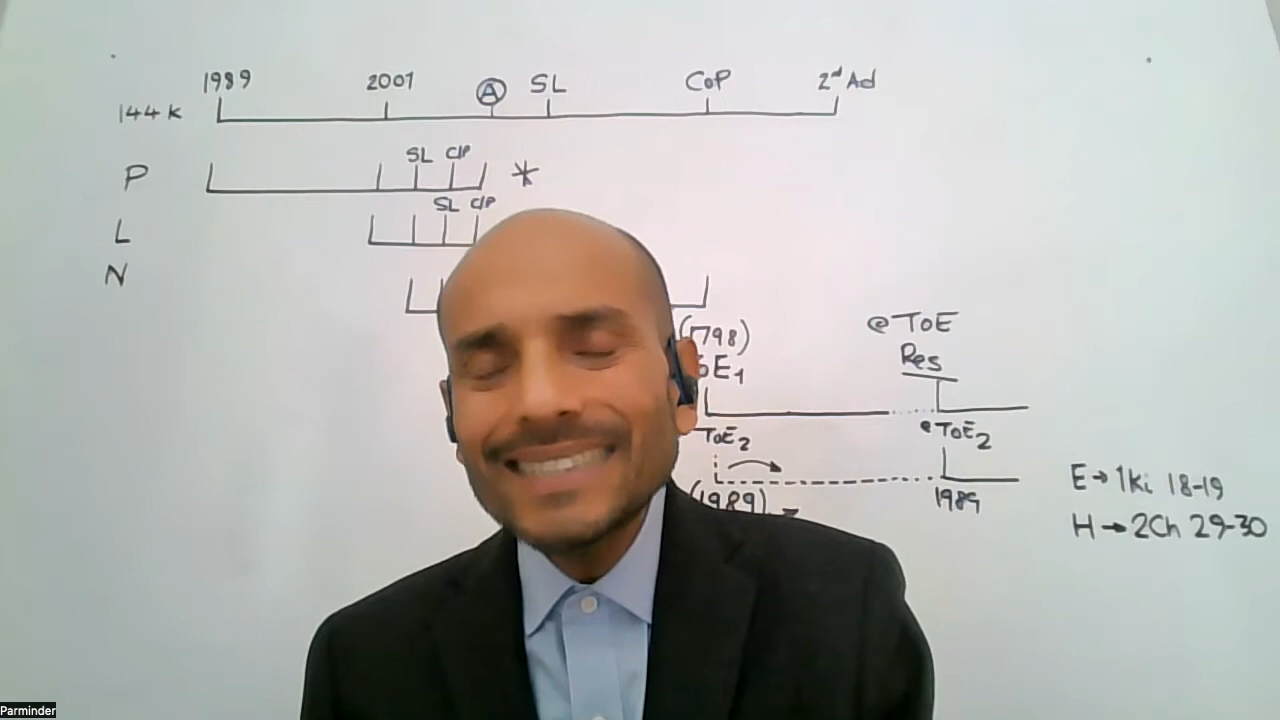 1989 2001 A SL CoP 2nd Ad
144k
P SL C/P *
L SL C/P
N
(1798)
@ToE
Res
ToE2
@ToE2
(1989)
1989
E→1Ki 18-19
H→2Ch 29-30
Parminder